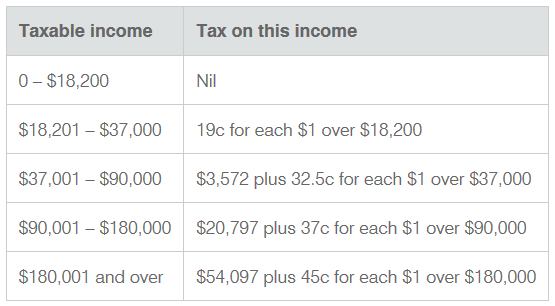 Taxable income Tax on this income
0 – $18,200 Nil
$18,201 – $37,000 19c for each $1 over $18,200
$37,001 – $90,000 $3,572 plus 32.5c for each $1 over $37,000
$90,001 – $180,000 $20,797 plus 37c for each $1 over $90,000
$180,001 and over $54,097 plus 45c for each $1 over $180,000